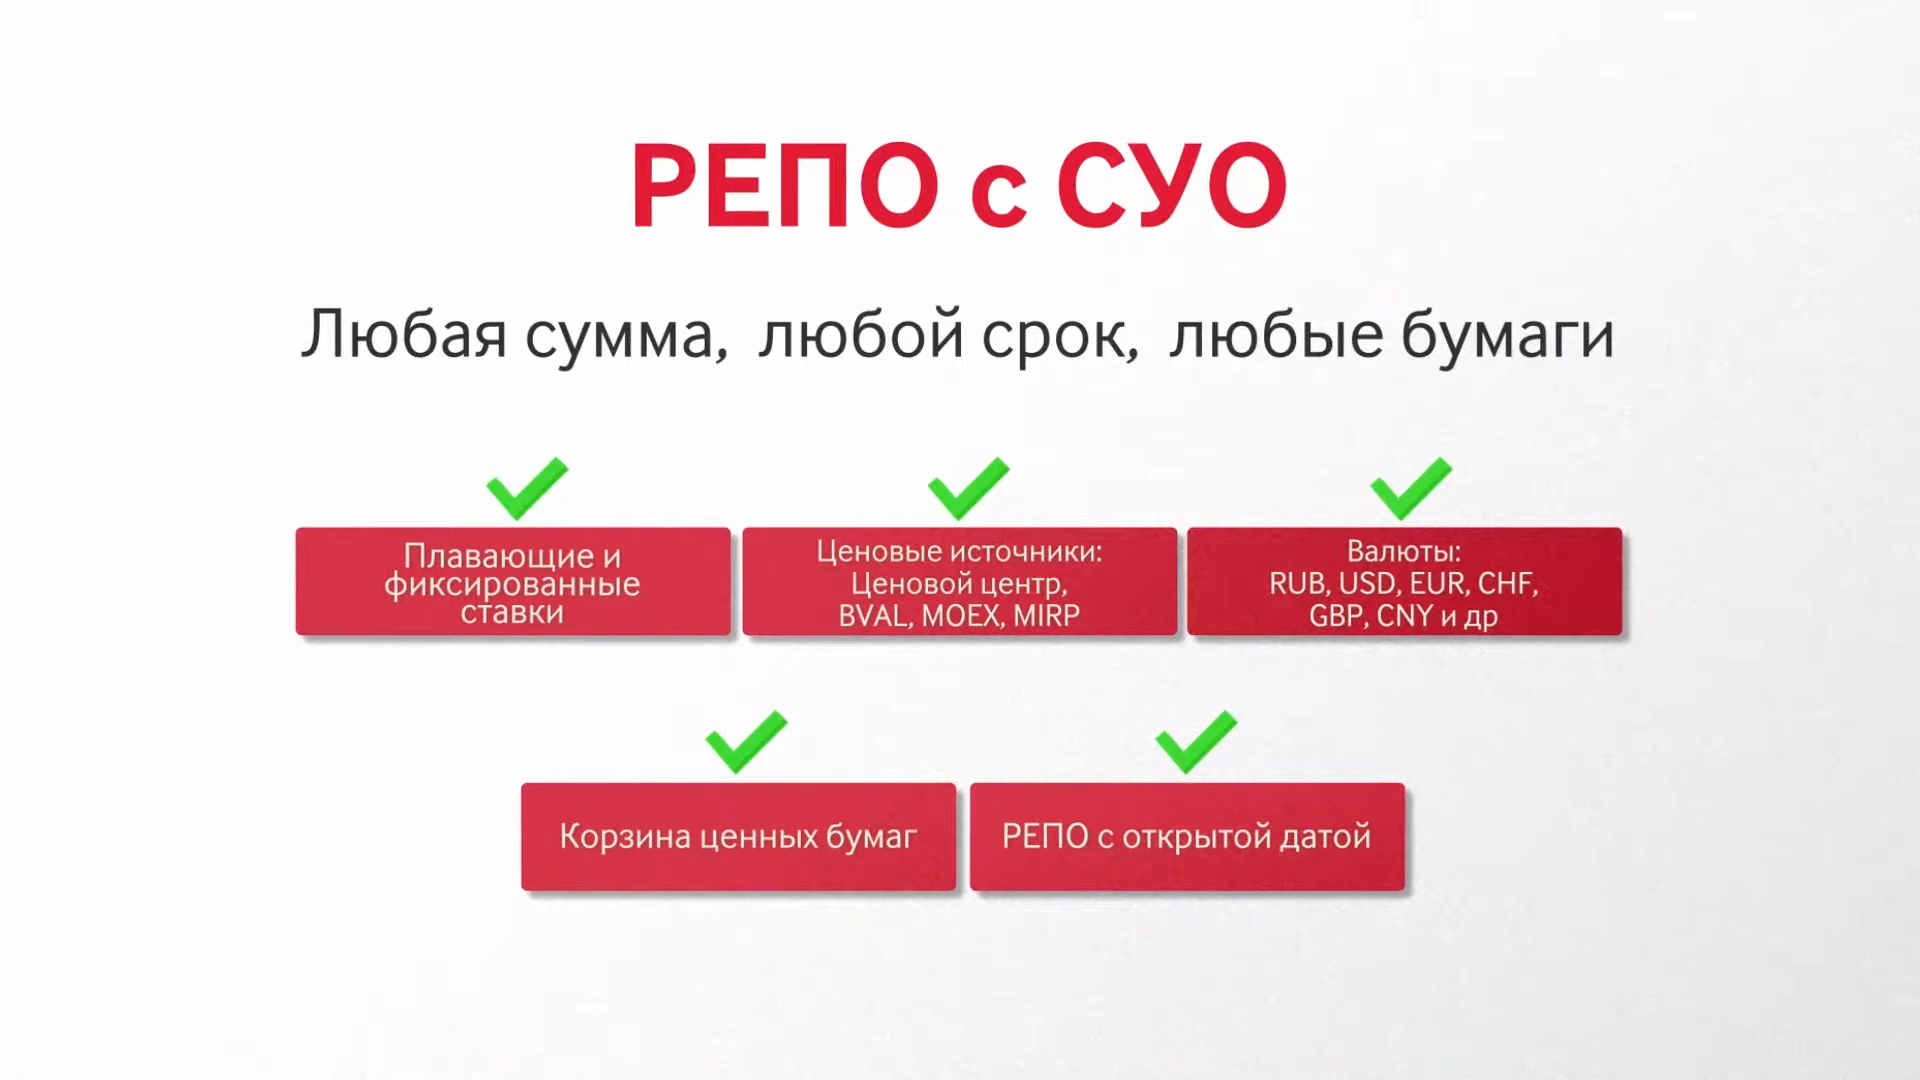 РЕПО с СУО
Любая сумма, любой срок, любые бумаги
Плавающие и
фиксированные
ставки
Ценовые источники:
Ценовой центр,
BVAL, MOEX, MIRP
Валюты:
RUB, USD, EUR, CHF,
GBP, CNY и др
Корзина ценных бумаг
РЕПО с открытой датой